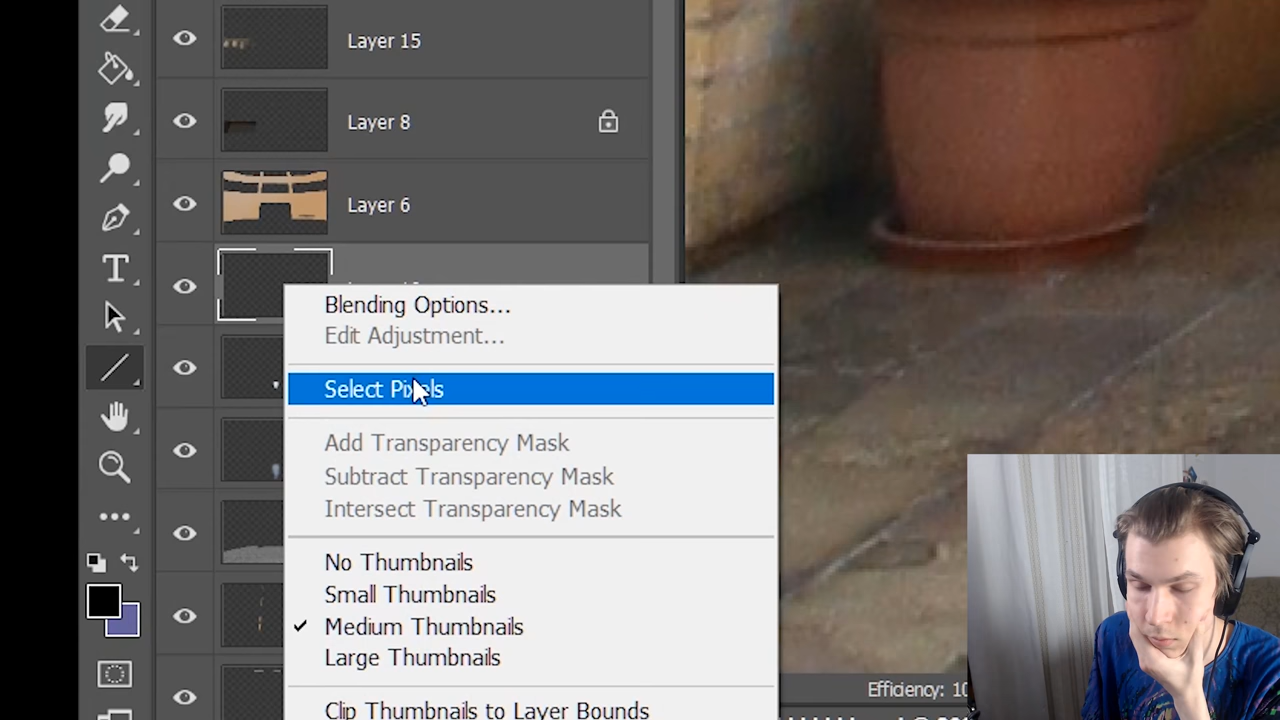 Layer 15
Layer 8
Layer 6
Blending Options...
Edit Adjustment...
Select Pixels
Add Transparency Mask
Subtract Transparency Mask
Intersect Transparency Mask
No Thumbnails
Small Thumbnails
Medium Thumbnails
Large Thumbnails
Clip Thumbnails to Layer Bounds
Efficiency: 10